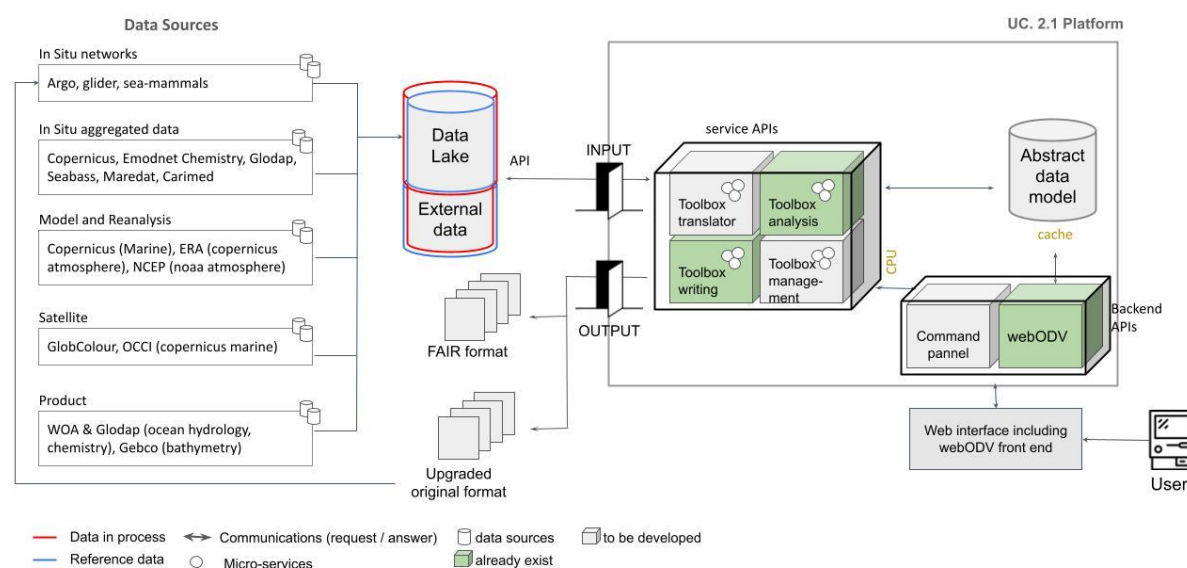 Data Sources
UC. 2.1 Platform
In Situ networks
Argo, glider, sea-mammals
In Situ aggregated data
Copernicus, Emodnet Chemistry, Glodap,
Seabass, Maredat, Carimed
Model and Reanalysis
Copernicus (Marine), ERA (copernicus
atmosphere), NCEP (noaa atmosphere)
Satellite
GlobColour, OCCI (copernicus marine)
Product
WOA & Glodap (ocean hydrology,
chemistry), Gebco (bathymetry)
Data
Lake
External
data
API
INPUT
OUTPUT
FAIR format
Upgraded
original format
service APIs
Toolbox
translator
Toolbox
analysis
Toolbox
writing
Toolbox
manage-
ment
CPU
Abstract
data
model
cache
Backend
APIs
Command
pannel
webODV
Web interface including
webODV front end
User
Data in process
Communications (request / answer)
data sources
to be developed
Reference data
Micro-services
already exist